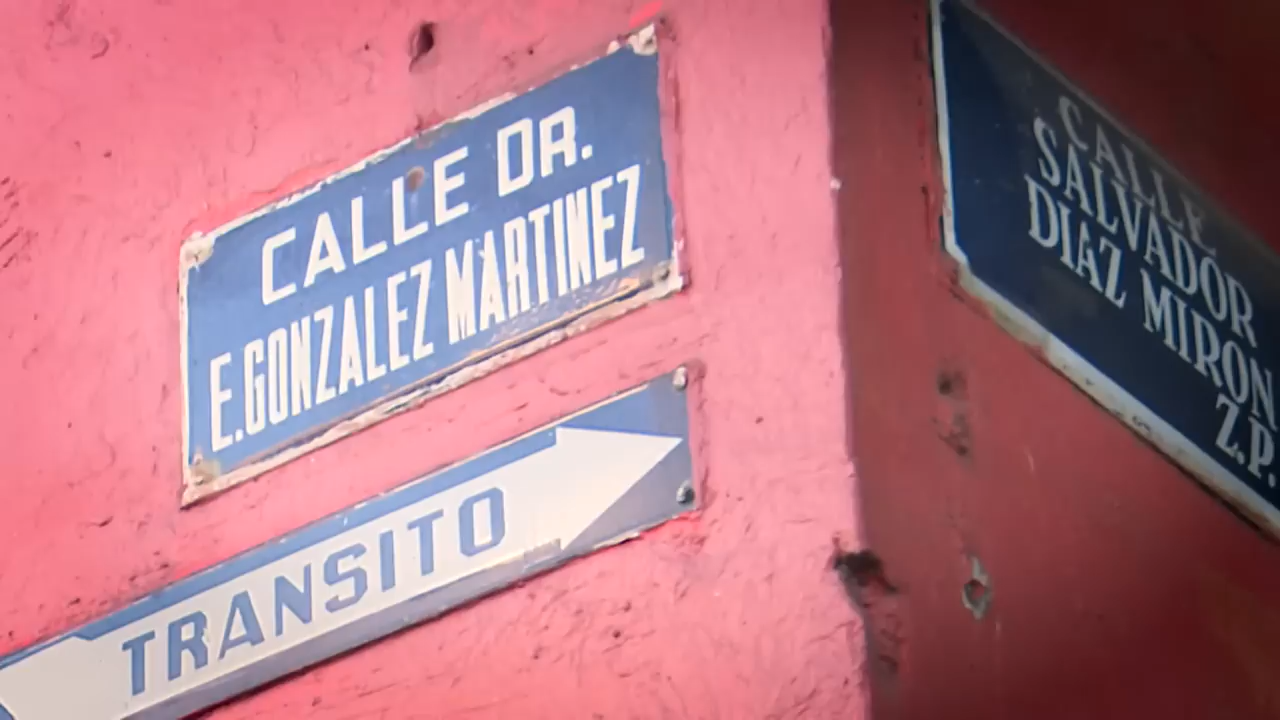 CALLE DR.
E. GONZALEZ MARTINEZ
TRANSITO
CALLE
SALVADOR
DIAZ MIRON
Z.P.